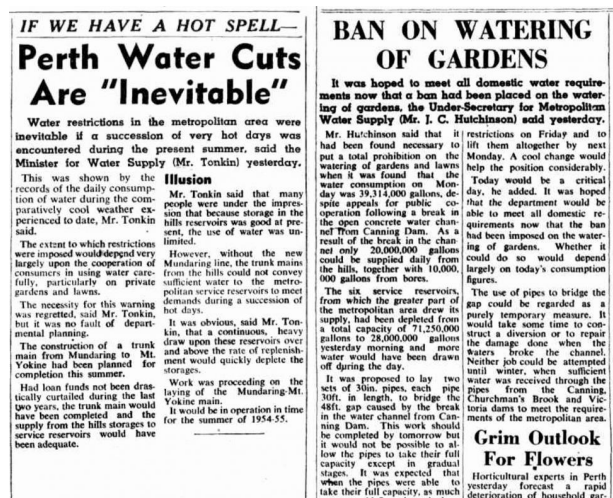 IF WE HAVE A HOT SPELL—
Perth Water Cuts
Are "Inevitable"
Water restrictions in the metropolitan area were
inevitable if a succession of very hot days was
encountered during the present summer, said the
Minister for Water Supply (Mr. Tonkin) yesterday.
This was shown by the
records of the daily consump-
tion of water during the com-
paratively cool weather ex-
perienced to date, Mr. Tonkin
said.
The extent to which restrictions
were imposed would depend very
largely upon the cooperation of
consumers in using water care-
fully, particularly on private
gardens and lawns.
The necessity for this warning
was regretted, said Mr. Tonkin,
but it was no fault of depart-
mental planning.
The construction of a trunk
main from Mundaring to Mt.
Yokine had been planned for
completion this summer.
Had loan funds not been dras-
tically curtailed during the last
two years, the trunk main would
have been completed and the
supply from the hills storages to
service reservoirs would have
been adequate.
Illusion
Mr. Tonkin said that many
people were under the impres-
sion that because storage in the
hills reservoirs was good at pre-
sent, the use of water was un-
limited.
However, without the new
Mundaring line, the trunk mains
from the hills could not convey
sufficient water to the metro-
politan service reservoirs to meet
demands during a succession of
hot days.
It was obvious, said Mr. Ton-
kin, that a continuous, heavy
draw upon these reservoirs over
and above the rate of replenish-
ment would quickly deplete the
storages.
Work was proceeding on the
laying of the Mundaring-Mt.
Yokine main.
It would be in operation in time
for the summer of 1954-55.
BAN ON WATERING
OF GARDENS
It was hoped to meet all domestic water require-
ments now that a ban had been placed on the water-
ing of gardens, the Under-Secretary for Metropolitan
Water Supply (Mr. J. C. Hutchinson) said yesterday.
Mr. Hutchinson said that it
had been found necessary to
put a total prohibition on the
watering of gardens and lawns
when it was found that the
water consumption on Mon-
day was 39,314,000 gallons, de-
spite appeals for public co-
operation following a break in
the open concrete water chan-
nel from Canning Dam. As a
result of the break in the chan-
nel only 20,000,000 gallons
could be supplied daily from
the hills, together with 10,000,
000 gallons from bores.
The six service reservoirs,
from which the greater part of
the metropolitan area drew its
supply, had been depleted from
a total capacity of 71,250,000
gallons to 28,000,000 gallons
yesterday morning and more
water would have been drawn
off during the day.
It was proposed to lay two
sets of 30in. pipes, each pipe
30ft. in length, to bridge the
48ft. gap caused by the break
in the water channel from Can-
ning Dam. This work should
be completed by tomorrow but
it would not be possible to al-
low the pipes to take their full
capacity except in gradual
stages. It was expected that
when the pipes were able to
take their full capacity, as much
restrictions on Friday and to
lift them altogether by next
Monday. A cool change would
help the position considerably.
Today would be a critical
day, he added. It was hoped
that the department would be
able to meet all domestic re-
quirements now that the ban
had been imposed on the water-
ing of gardens. Whether it
could do so would depend
largely on today's consumption
figures.
The use of pipes to bridge the
gap could be regarded as a
purely temporary measure. It
would take some time to con-
struct a diversion or to repair
the damage done when the
waters broke the channel.
Neither job could be attempted
until winter, when sufficient
water was received through the
pipes from the Canning,
Churchman's Brook and Vic-
toria dams to meet the require-
ments of the metropolitan area.
Grim Outlook
For Flowers
Horticultural experts in Perth
yesterday forecast a rapid
deterioration of household gar-